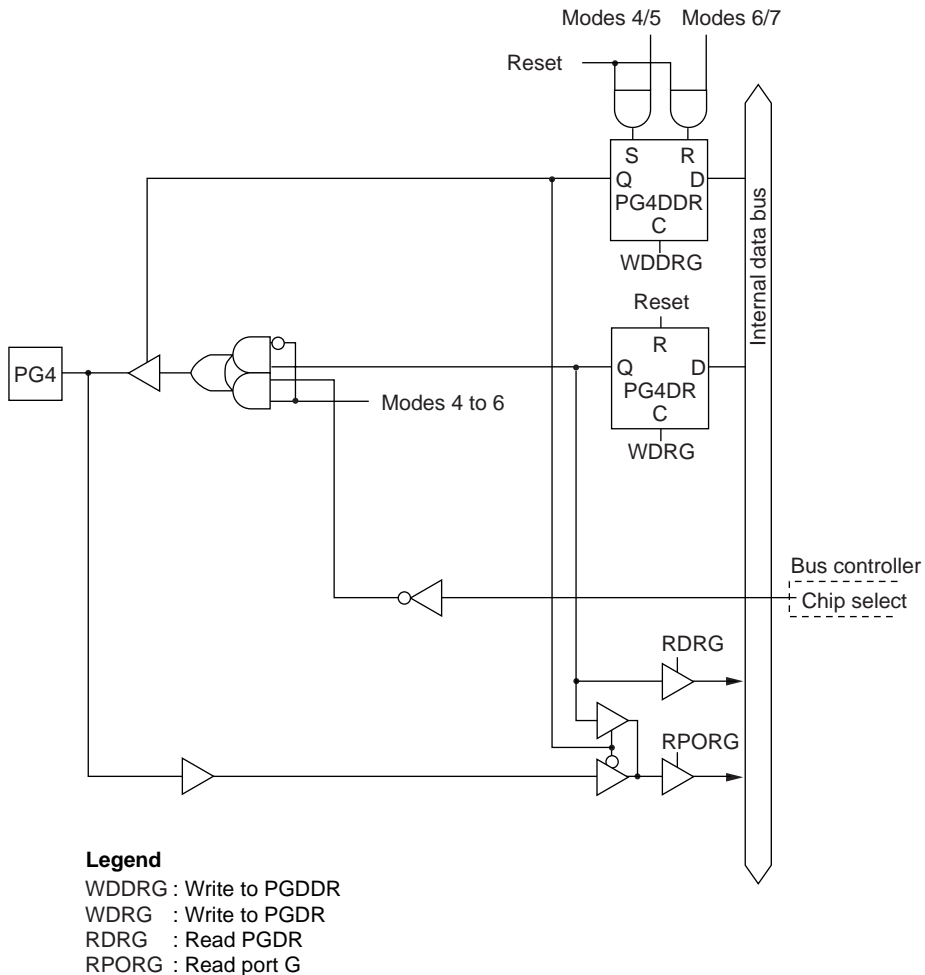 Modes 4/5
Modes 6/7
Reset
S
R
Q
D
PG4DDR
C
WDDRG
Internal data bus
Reset
R
Q
D
PG4DR
C
WDRG
PG4
Modes 4 to 6
Bus controller
Chip select
RDRG
RPORG
Legend
WDDRG : Write to PGDDR
WDRG : Write to PGDR
RDRG : Read PGDR
RPORG : Read port G